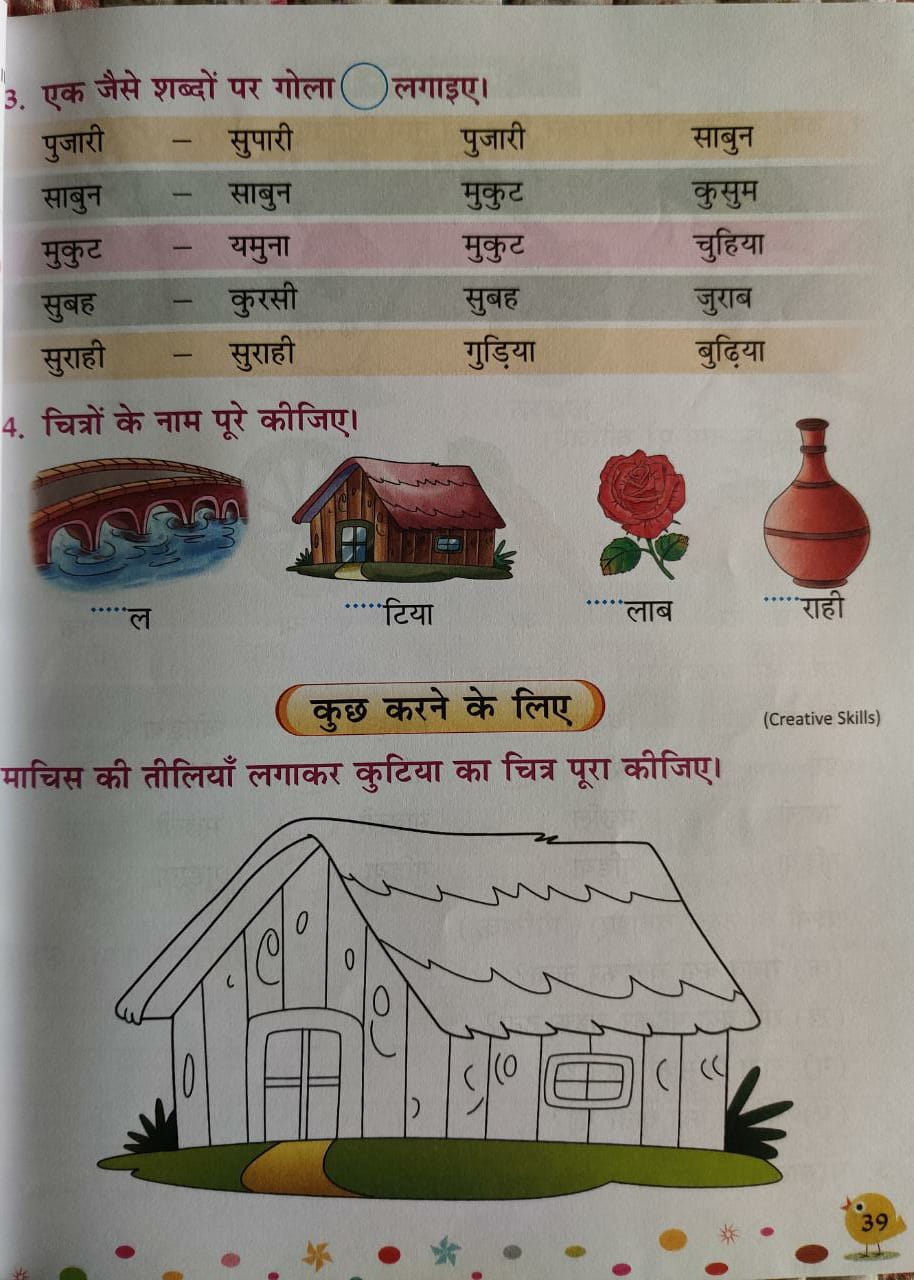 3. एक जैसे शब्दों पर गोला लगाइए।
पुजारी – सुपारी पुजारी साबुन
साबुन – साबुन मुकुट कुसुम
मुकुट – यमुना मुकुट चुहिया
सुबह – कुरसी सुबह जुराब
सुराही – सुराही गुड़िया बुढ़िया
4. चित्रों के नाम पूरे कीजिए।
.....ल .....टिया .....लाब .....राही
कुछ करने के लिए
(Creative Skills)
माचिस की तीलियाँ लगाकर कुटिया का चित्र पूरा कीजिए।
39